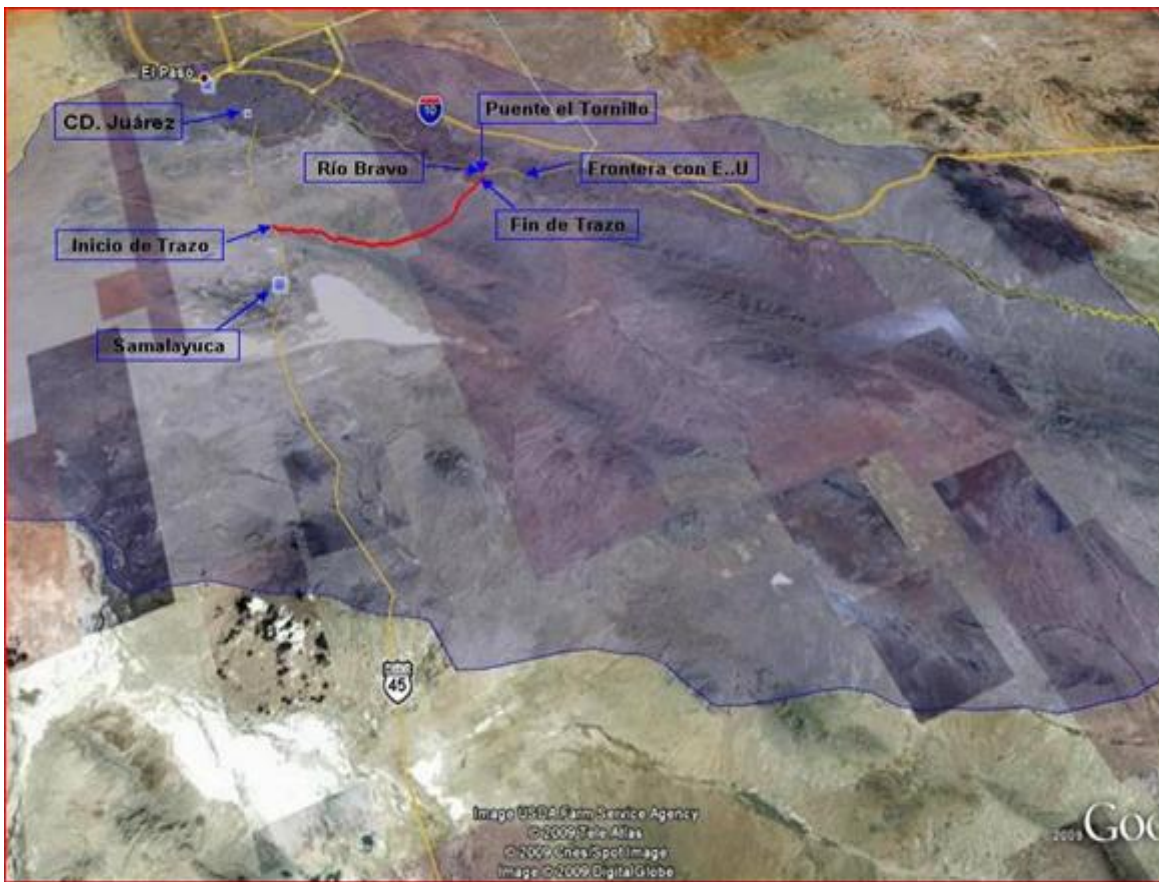 El Paso
CD. Juárez
10
Puente el Tornillo
Río Bravo
Frontera con E..U
Inicio de Trazo
Fin de Trazo
Samalayuca
45
Image USDA Farm Service Agency
© 2009 Tele Atlas
© 2009 Cnes/Spot Image
Image © 2009 DigitalGlobe
2009
Goo